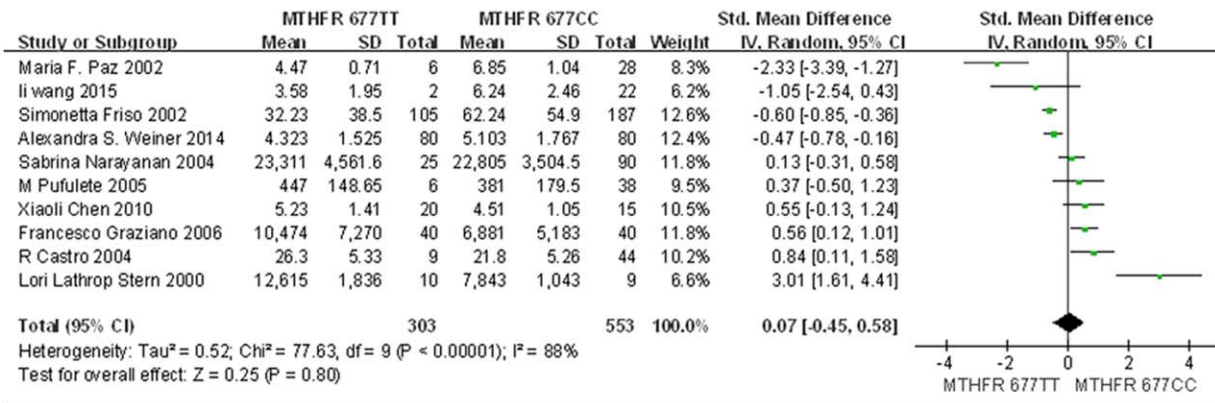 MTHFR 677TT MTHFR 677CC Std. Mean Difference Std. Mean Difference
Study or Subgroup Mean SD Total Mean SD Total Weight IV, Random, 95% CI IV, Random, 95% CI
Maria F. Paz 2002 4.47 0.71 6 6.85 1.04 28 8.3% -2.33 [-3.39, -1.27]
li wang 2015 3.58 1.95 2 6.24 2.46 22 6.2% -1.05 [-2.54, 0.43]
Simonetta Friso 2002 32.23 38.5 105 62.24 54.9 187 12.6% -0.60 [-0.85, -0.36]
Alexandra S. Weiner 2014 4.323 1.525 80 5.103 1.767 80 12.4% -0.47 [-0.78, -0.16]
Sabrina Narayanan 2004 23,311 4,561.6 25 22,805 3,504.5 90 11.8% 0.13 [-0.31, 0.58]
M Pufulete 2005 447 148.65 6 381 179.5 38 9.5% 0.37 [-0.50, 1.23]
Xiaoli Chen 2010 5.23 1.41 20 4.51 1.05 15 10.5% 0.55 [-0.13, 1.24]
Francesco Graziano 2006 10,474 7,270 40 6,881 5,183 40 11.8% 0.56 [0.12, 1.01]
R Castro 2004 26.3 5.33 9 21.8 5.26 44 10.2% 0.84 [0.11, 1.58]
Lori Lathrop Stern 2000 12,615 1,836 10 7,843 1,043 9 6.6% 3.01 [1.61, 4.41]
Total (95% CI) 303 553 100.0% 0.07 [-0.45, 0.58]
Heterogeneity: Tau² = 0.52; Chi² = 77.63, df = 9 (P < 0.00001); I² = 88%
Test for overall effect: Z = 0.25 (P = 0.80)
-4 -2 0 2 4
MTHFR 677TT MTHFR 677CC